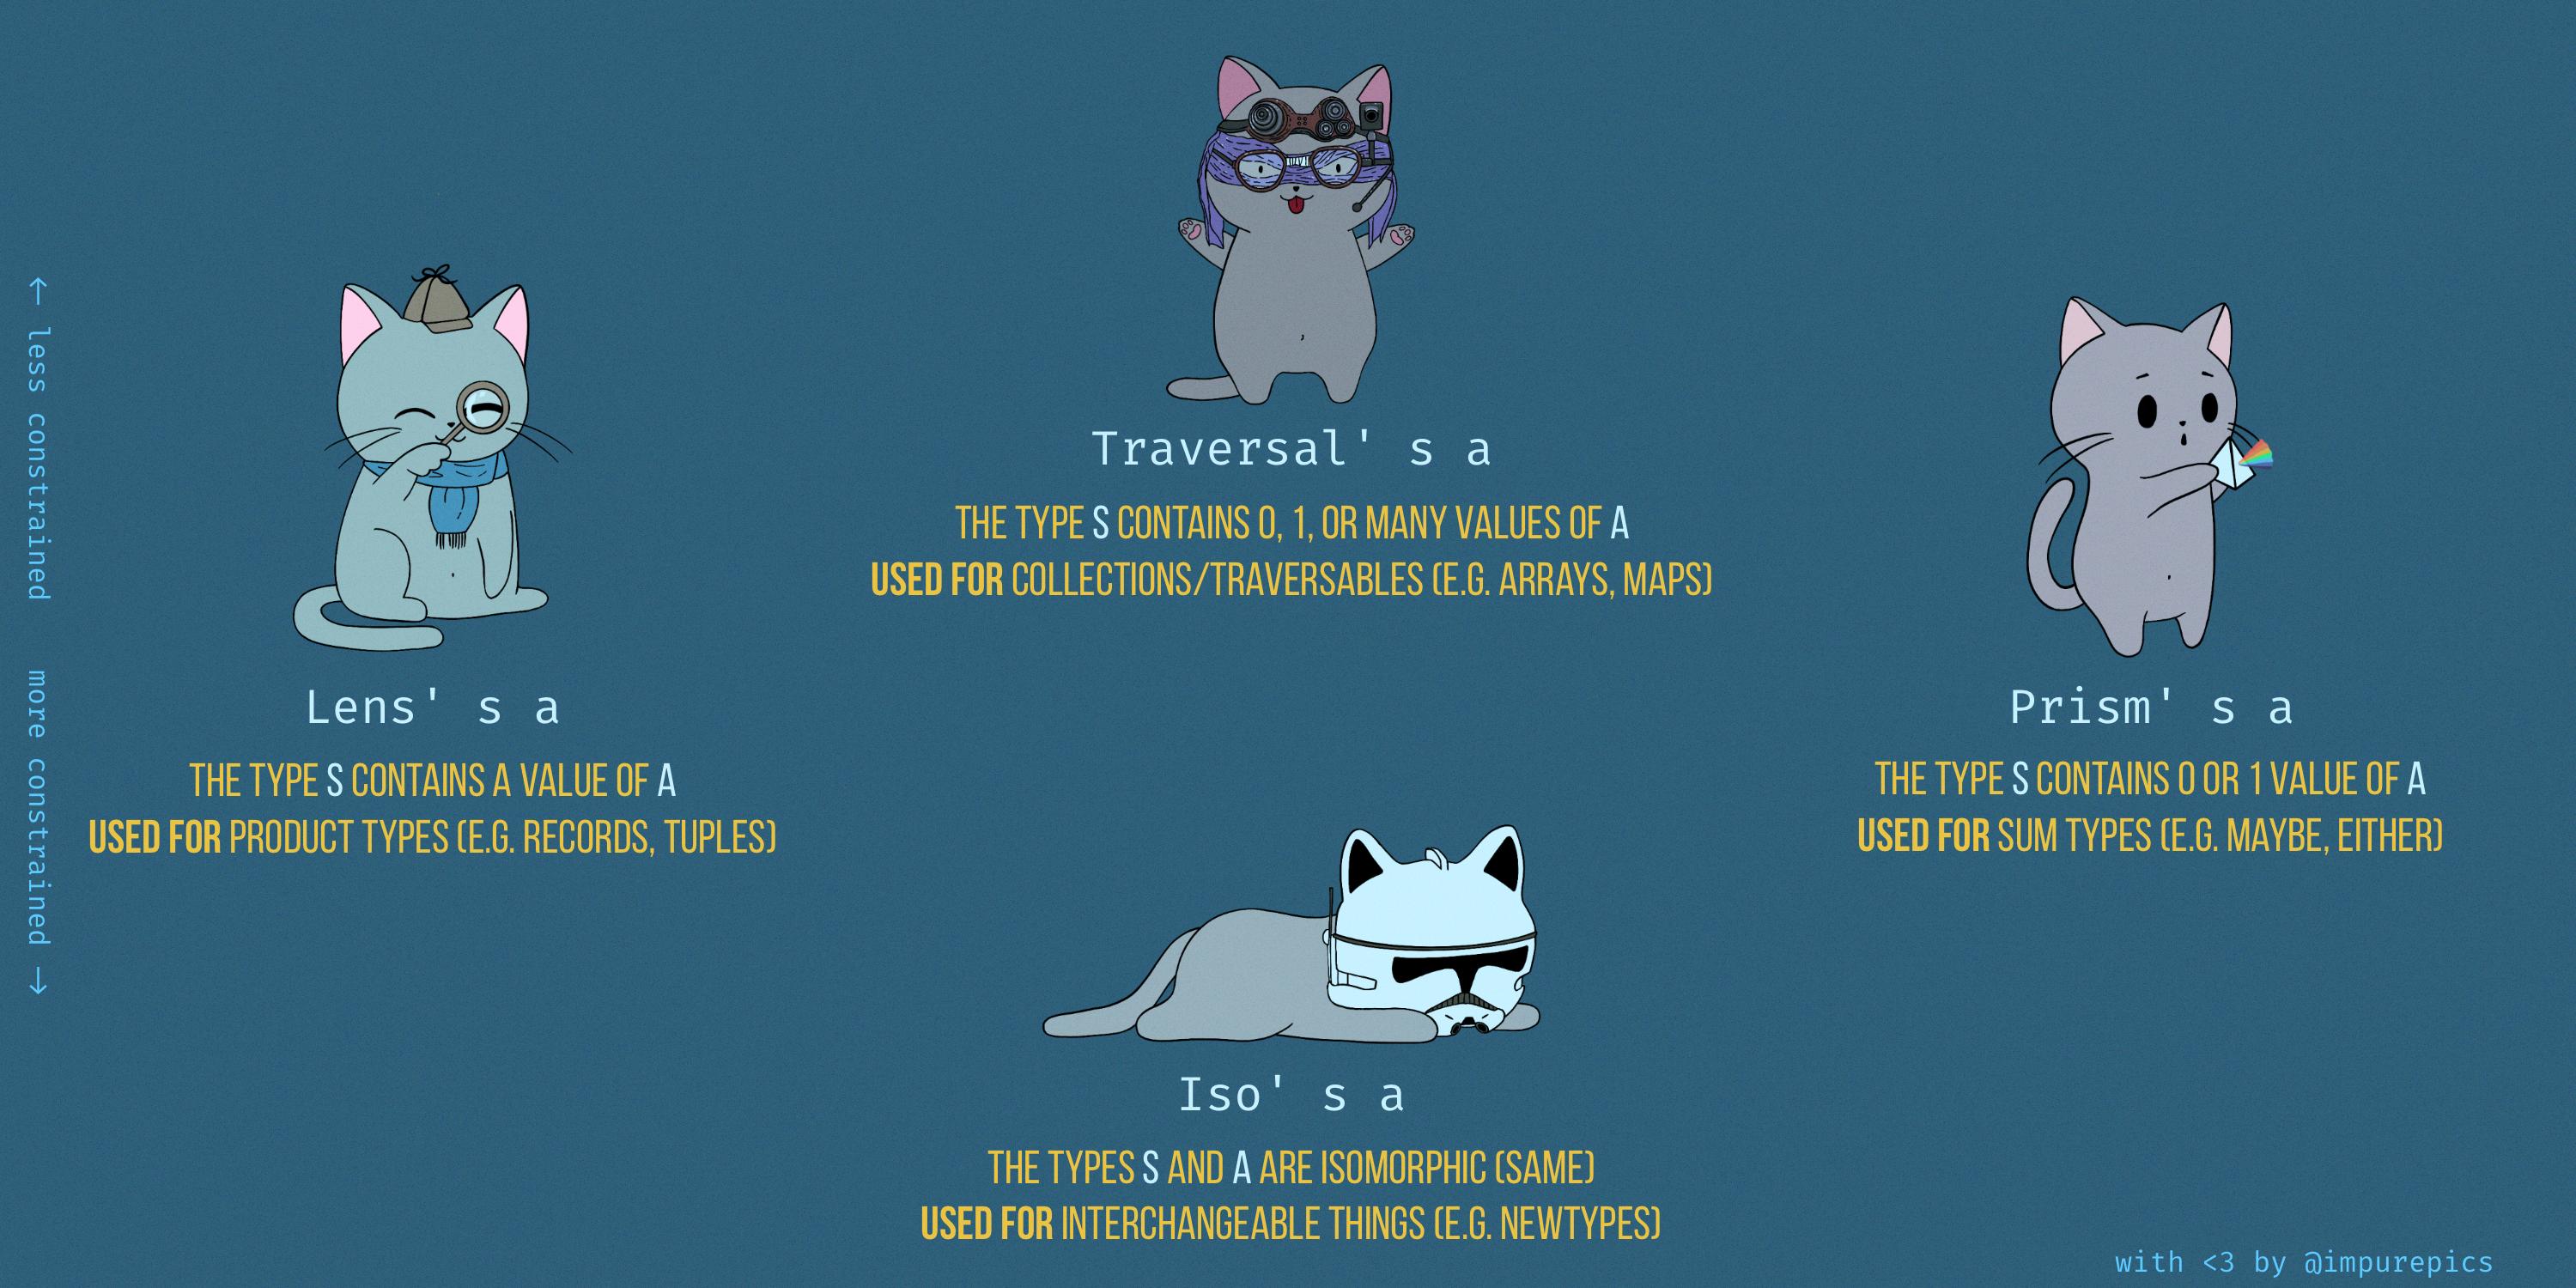 ← less constrained    more constrained →
Traversal' s a
THE TYPE S CONTAINS 0, 1, OR MANY VALUES OF A
USED FOR COLLECTIONS/TRAVERSABLES (E.G. ARRAYS, MAPS)
Lens' s a
THE TYPE S CONTAINS A VALUE OF A
USED FOR PRODUCT TYPES (E.G. RECORDS, TUPLES)
Prism' s a
THE TYPE S CONTAINS 0 OR 1 VALUE OF A
USED FOR SUM TYPES (E.G. MAYBE, EITHER)
Iso' s a
THE TYPES S AND A ARE ISOMORPHIC (SAME)
USED FOR INTERCHANGEABLE THINGS (E.G. NEWTYPES)
with <3 by @impurepics